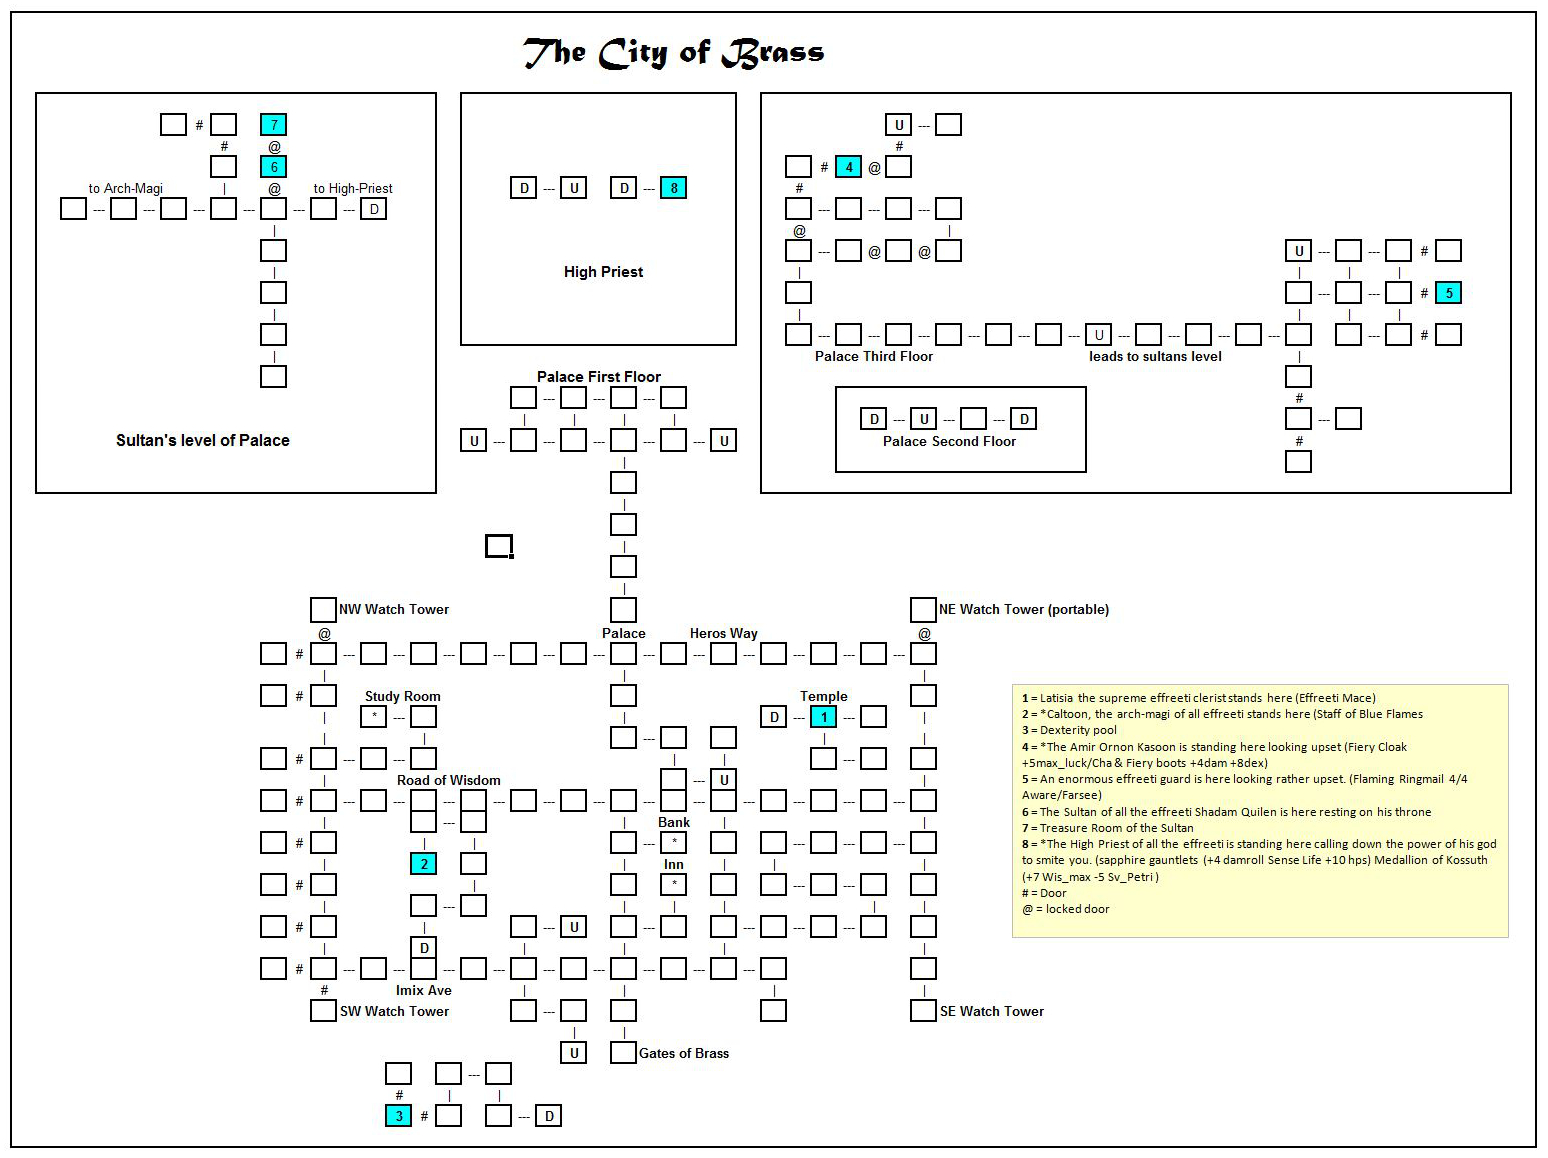 The City of Brass
7
#
#
@
6
to Arch-Magi
|
@
to High-Priest
--- --- --- --- --- --- D
|
|
|
|
Sultan's level of Palace
D --- U D --- 8
High Priest
U ---
#
# 4 @
#
--- --- ---
@ |
--- @ @
|
|
--- --- --- --- --- --- U --- --- --- ---
Palace Third Floor
leads to sultans level
U --- --- #
| | |
--- --- # 5
| | |
--- #
|
#
---
#
D --- U --- --- D
Palace Second Floor
Palace First Floor
--- --- ---
| | | |
U --- --- --- --- --- U
|
|
|
|
NW Watch Tower
NE Watch Tower (portable)
@ Palace Heros Way @
# --- --- --- --- --- --- --- --- --- --- --- ---
| | |
# Study Room Temple
| * --- D --- 1 --- |
| | --- | |
# --- --- | | --- |
| Road of Wisdom --- U |
# --- --- --- --- --- --- --- --- --- --- --- ---
| --- | Bank | |
# | | --- * --- --- |
| 2 | Inn | |
# | | * | --- --- |
| --- | | | | |
# | --- U --- --- --- --- |
| D | | | |
# --- --- --- --- --- --- --- --- --- |
# Imix Ave | | | |
SW Watch Tower --- SE Watch Tower
| |
U Gates of Brass
---
# | |
3 # --- D
1 = Latisia the supreme effreeti clerist stands here (Effreeti Mace)
2 = *Caltoon, the arch-magi of all effreeti stands here (Staff of Blue Flames
3 = Dexterity pool
4 = *The Amir Ornon Kasoon is standing here looking upset (Fiery Cloak
+5max_luck/Cha & Fiery boots +4dam +8dex)
5 = An enormous effreeti guard is here looking rather upset. (Flaming Ringmail 4/4
Aware/Farsee)
6 = The Sultan of all the effreeti Shadam Quilen is here resting on his throne
7 = Treasure Room of the Sultan
8 = *The High Priest of all the effreeti is standing here calling down the power of his god
to smite you. (sapphire gauntlets (+4 damroll Sense Life +10 hps) Medallion of Kossuth
(+7 Wis_max -5 Sv_Petri )
# = Door
@ = locked door